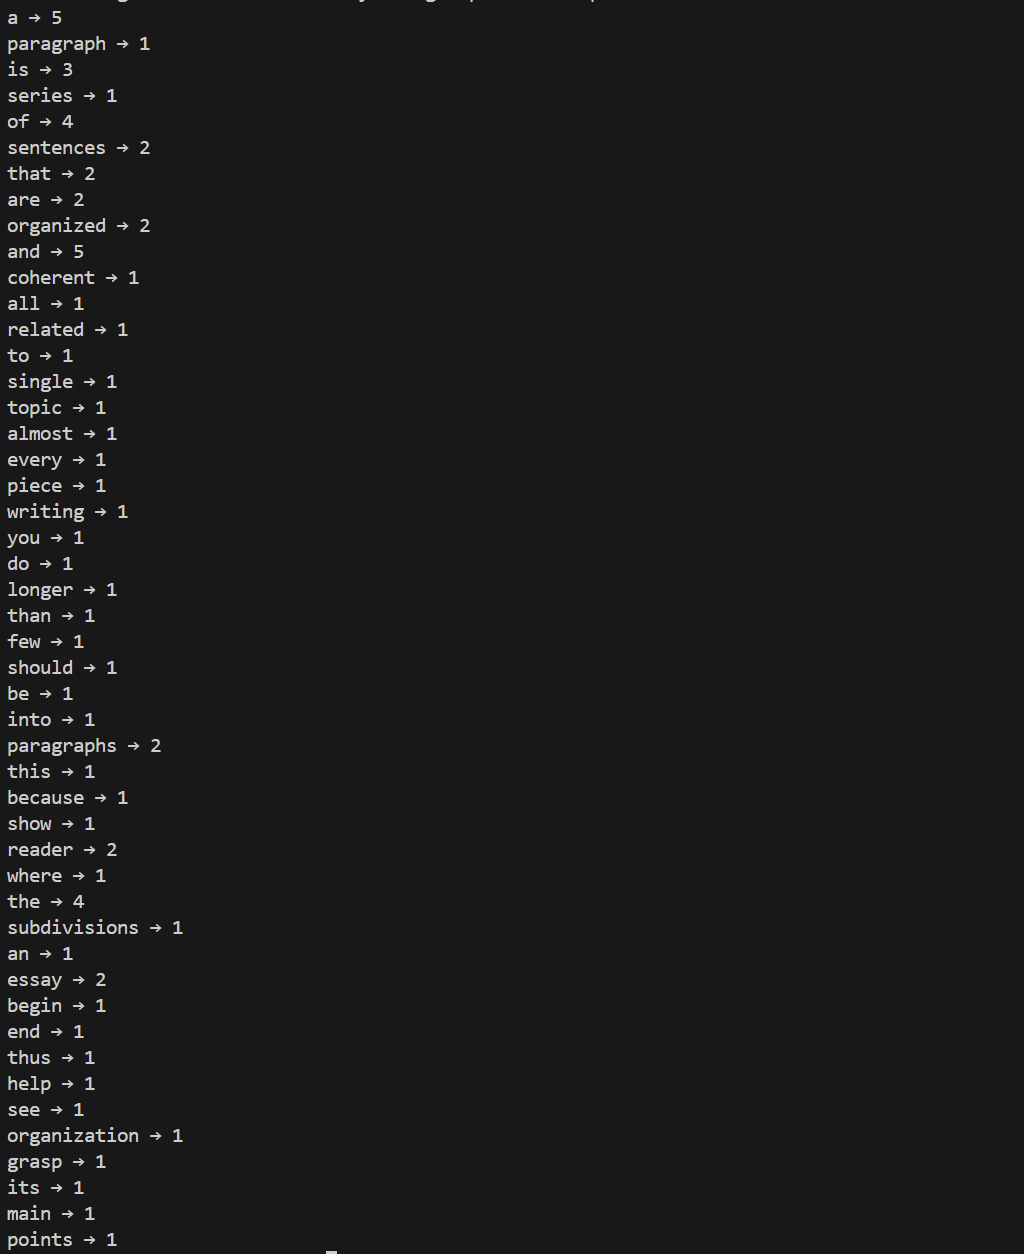 a → 5
paragraph → 1
is → 3
series → 1
of → 4
sentences → 2
that → 2
are → 2
organized → 2
and → 5
coherent → 1
all → 1
related → 1
to → 1
single → 1
topic → 1
almost → 1
every → 1
piece → 1
writing → 1
you → 1
do → 1
longer → 1
than → 1
few → 1
should → 1
be → 1
into → 1
paragraphs → 2
this → 1
because → 1
show → 1
reader → 2
where → 1
the → 4
subdivisions → 1
an → 1
essay → 2
begin → 1
end → 1
thus → 1
help → 1
see → 1
organization → 1
grasp → 1
its → 1
main → 1
points → 1